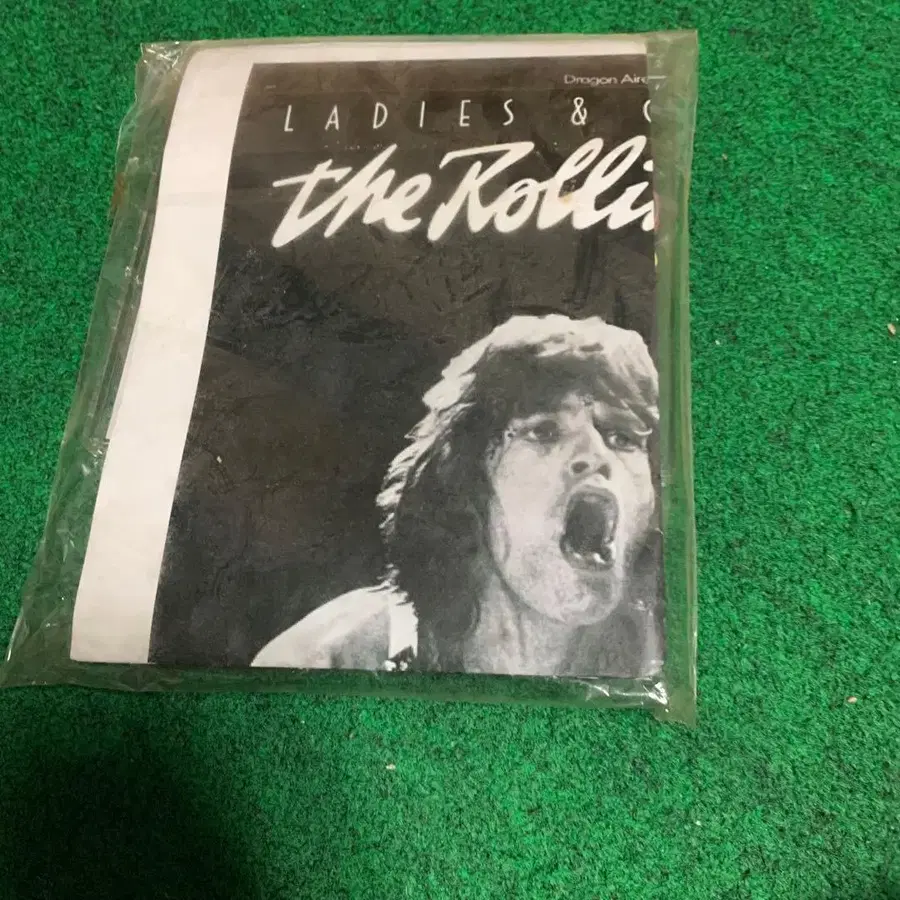 Dragon Aire
LADIES & G
the Rolli